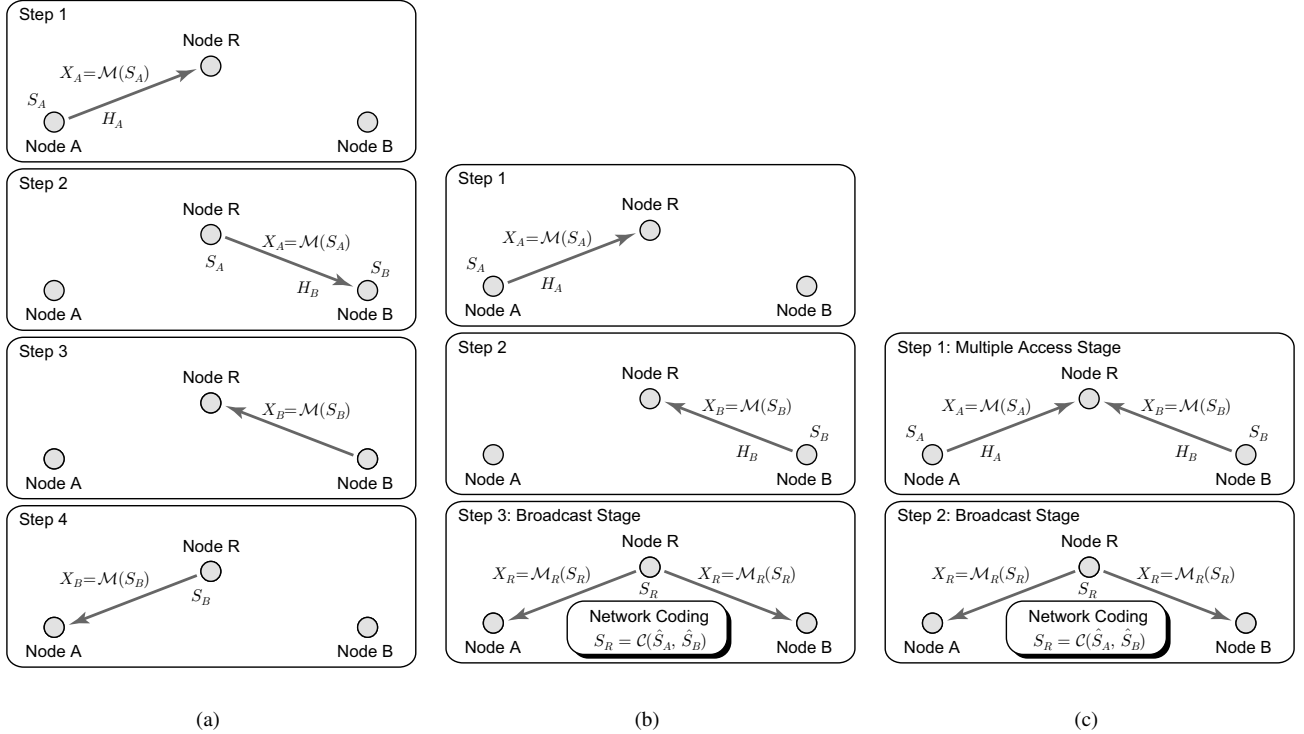 Step 1
Node R
X_A=M(S_A)
S_A
H_A
Node A
Node B
Step 2
Node R
X_A=M(S_A)
S_A
S_B
H_B
Node A
Node B
Step 3
Node R
X_B=M(S_B)
Node A
Node B
Step 4
Node R
X_B=M(S_B)
S_B
Node A
Node B
(a)
Step 1
Node R
X_A=M(S_A)
S_A
H_A
Node A
Node B
Step 2
Node R
X_B=M(S_B)
S_B
H_B
Node A
Node B
Step 3: Broadcast Stage
Node R
X_R=M_R(S_R)
X_R=M_R(S_R)
S_R
Network Coding
S_R = C(Ŝ_A, Ŝ_B)
Node A
Node B
(b)
Step 1: Multiple Access Stage
Node R
X_A=M(S_A)
X_B=M(S_B)
S_A
S_B
H_A
H_B
Node A
Node B
Step 2: Broadcast Stage
Node R
X_R=M_R(S_R)
X_R=M_R(S_R)
S_R
Network Coding
S_R = C(Ŝ_A, Ŝ_B)
Node A
Node B
(c)